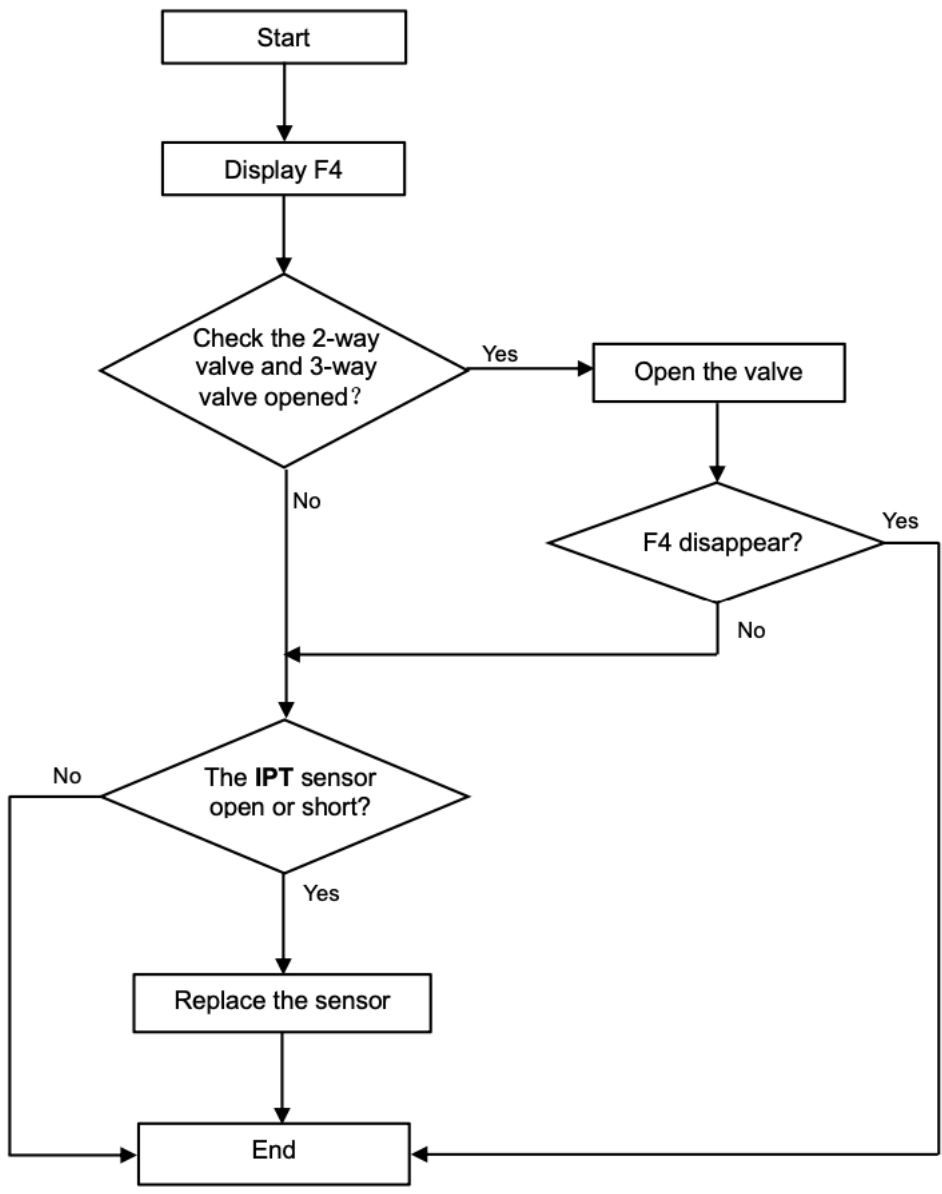 Start
Display F4
Check the 2-way
valve and 3-way
valve opened？
Yes
Open the valve
No
F4 disappear?
Yes
No
The IPT sensor
open or short?
No
Yes
Replace the sensor
End